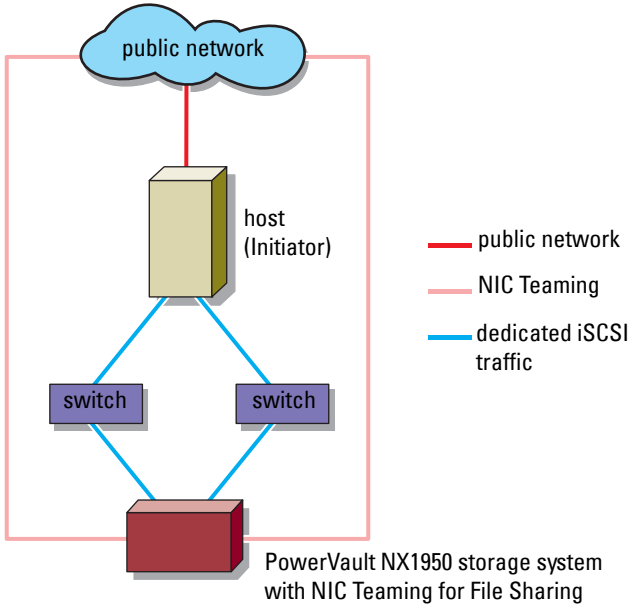 public network
host
(Initiator)
public network
NIC Teaming
dedicated iSCSI
traffic
switch
switch
PowerVault NX1950 storage system
with NIC Teaming for File Sharing